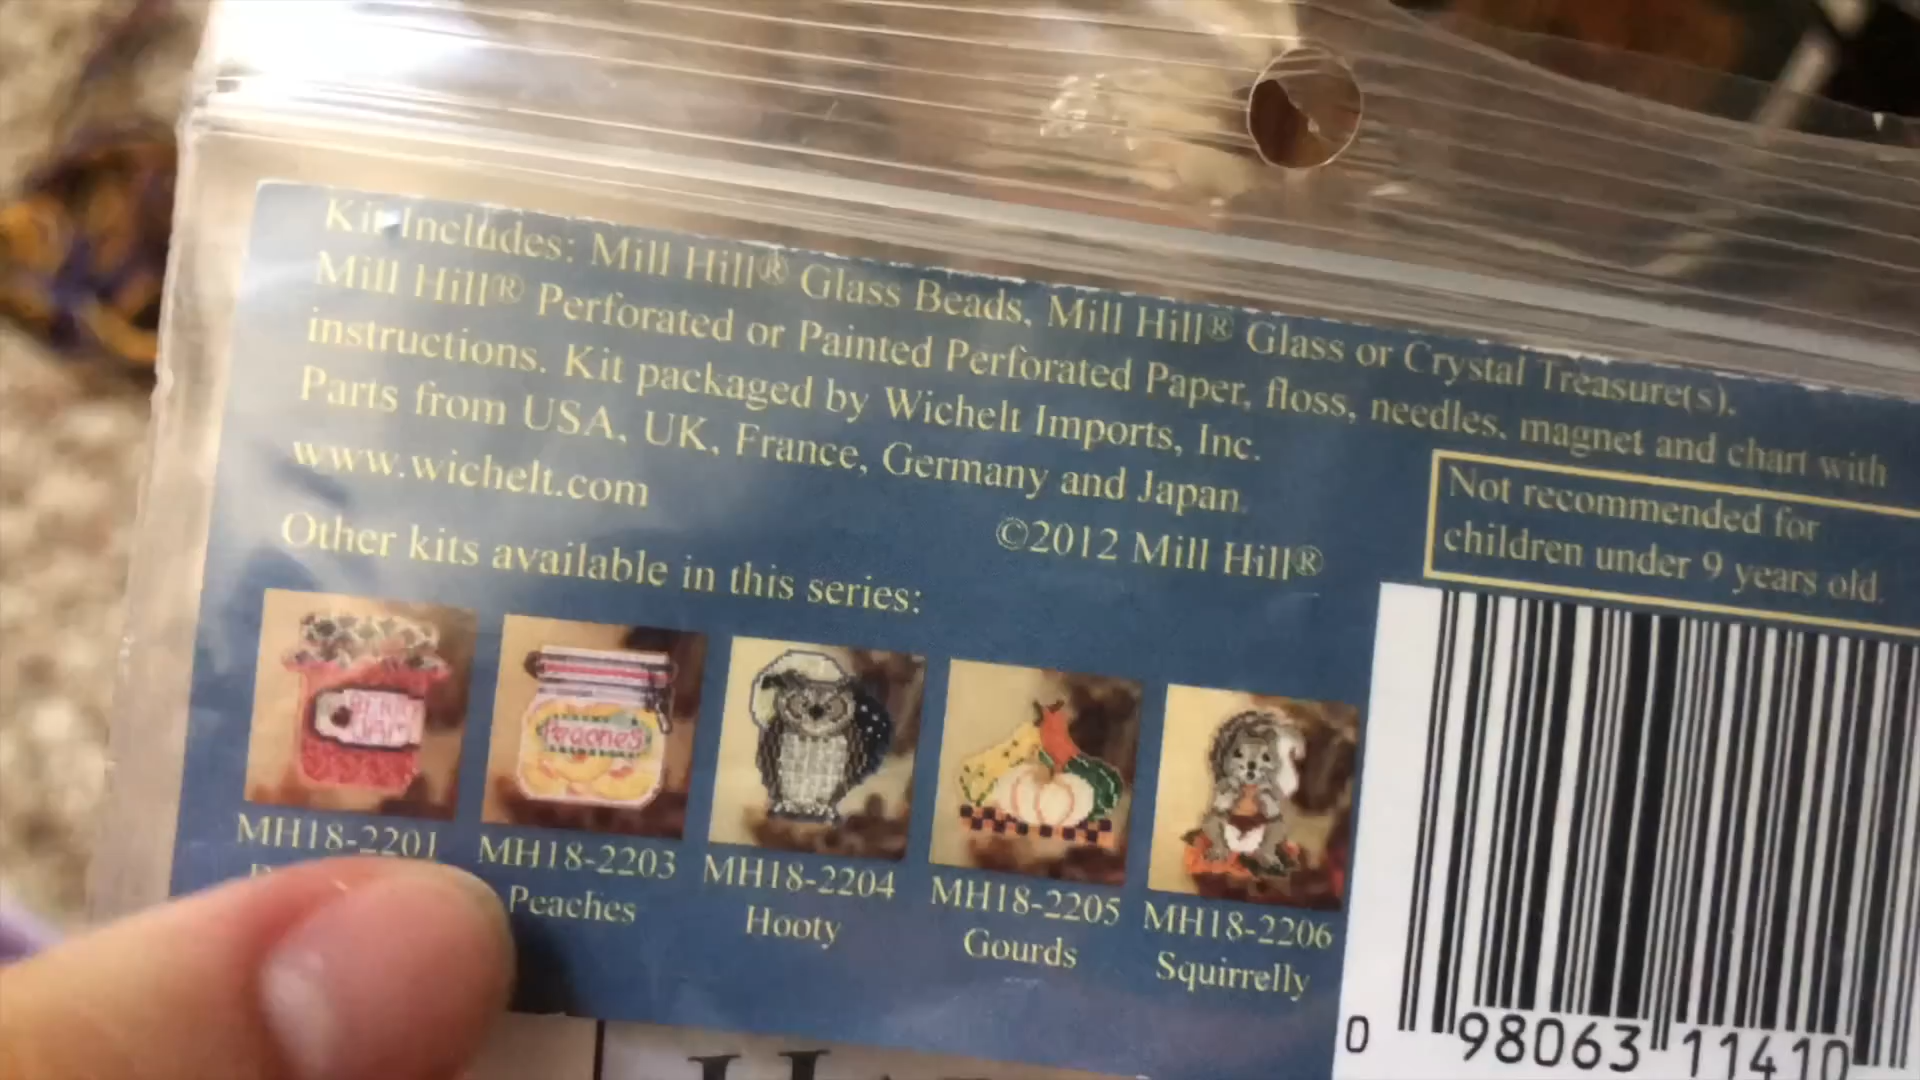 Kit Includes: Mill Hill® Glass Beads, Mill Hill® Glass or Crystal Treasure(s),
Mill Hill® Perforated or Painted Perforated Paper, floss, needles, magnet and chart with
instructions. Kit packaged by Wichelt Imports, Inc.
Parts from USA, UK, France, Germany and Japan.
www.wichelt.com
©2012 Mill Hill®
Not recommended for
children under 9 years old.
Other kits available in this series:
JAM
Peaches
MH18-2201
MH18-2203
Peaches
MH18-2204
Hooty
MH18-2205
Gourds
MH18-2206
Squirrelly
0 98063 11410